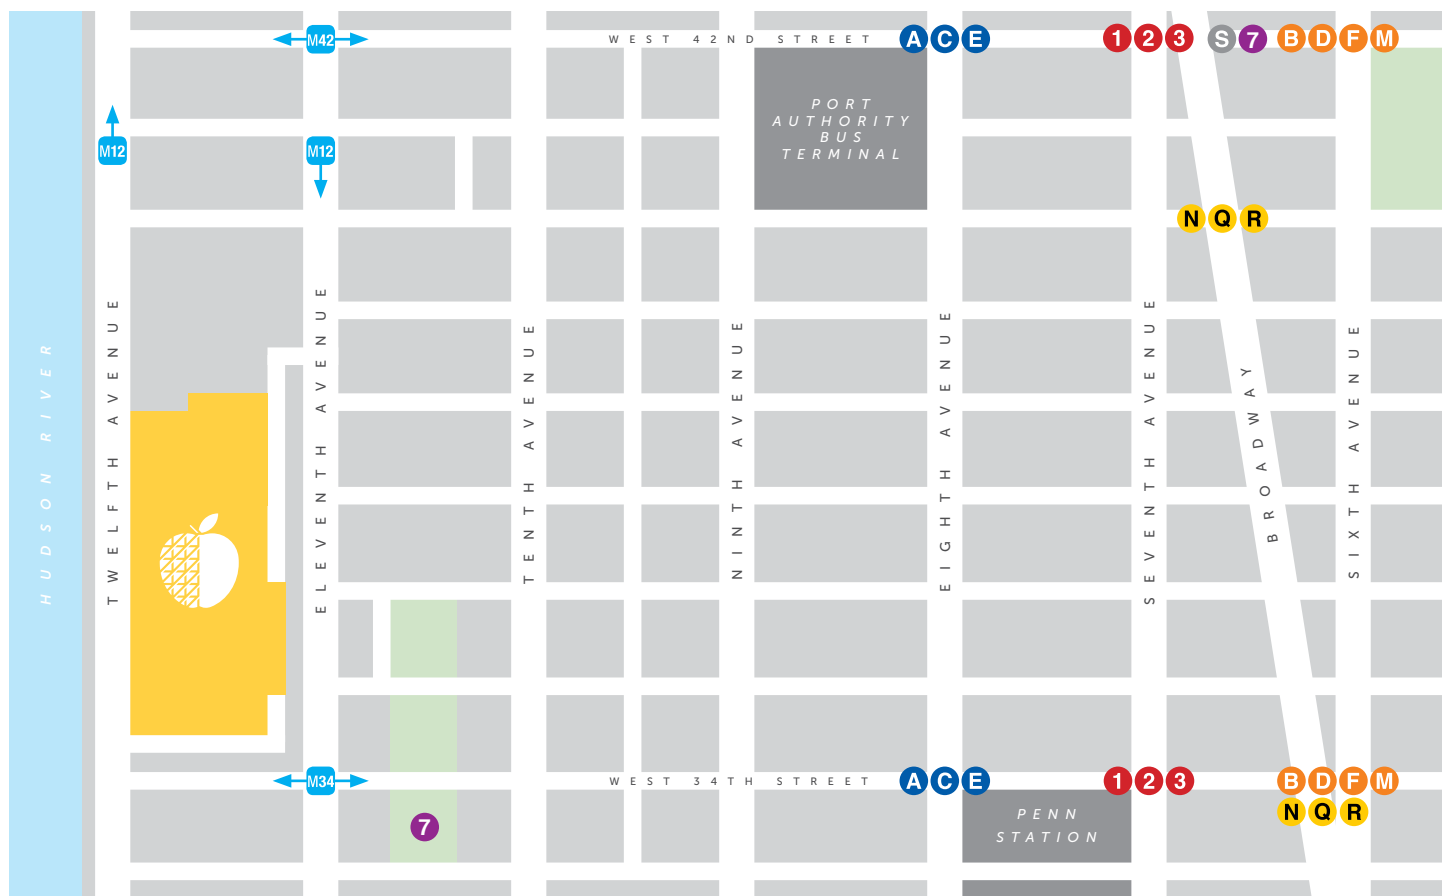 M42
WEST 42ND STREET
A C E
1 2 3
S 7
B D F M
PORT
AUTHORITY
BUS
TERMINAL
M12
M12
N Q R
HUDSON RIVER
TWELFTH AVENUE
ELEVENTH AVENUE
TENTH AVENUE
NINTH AVENUE
EIGHTH AVENUE
SEVENTH AVENUE
BROADWAY
SIXTH AVENUE
M34
WEST 34TH STREET
A C E
1 2 3
B D F M
N Q R
7
PENN
STATION